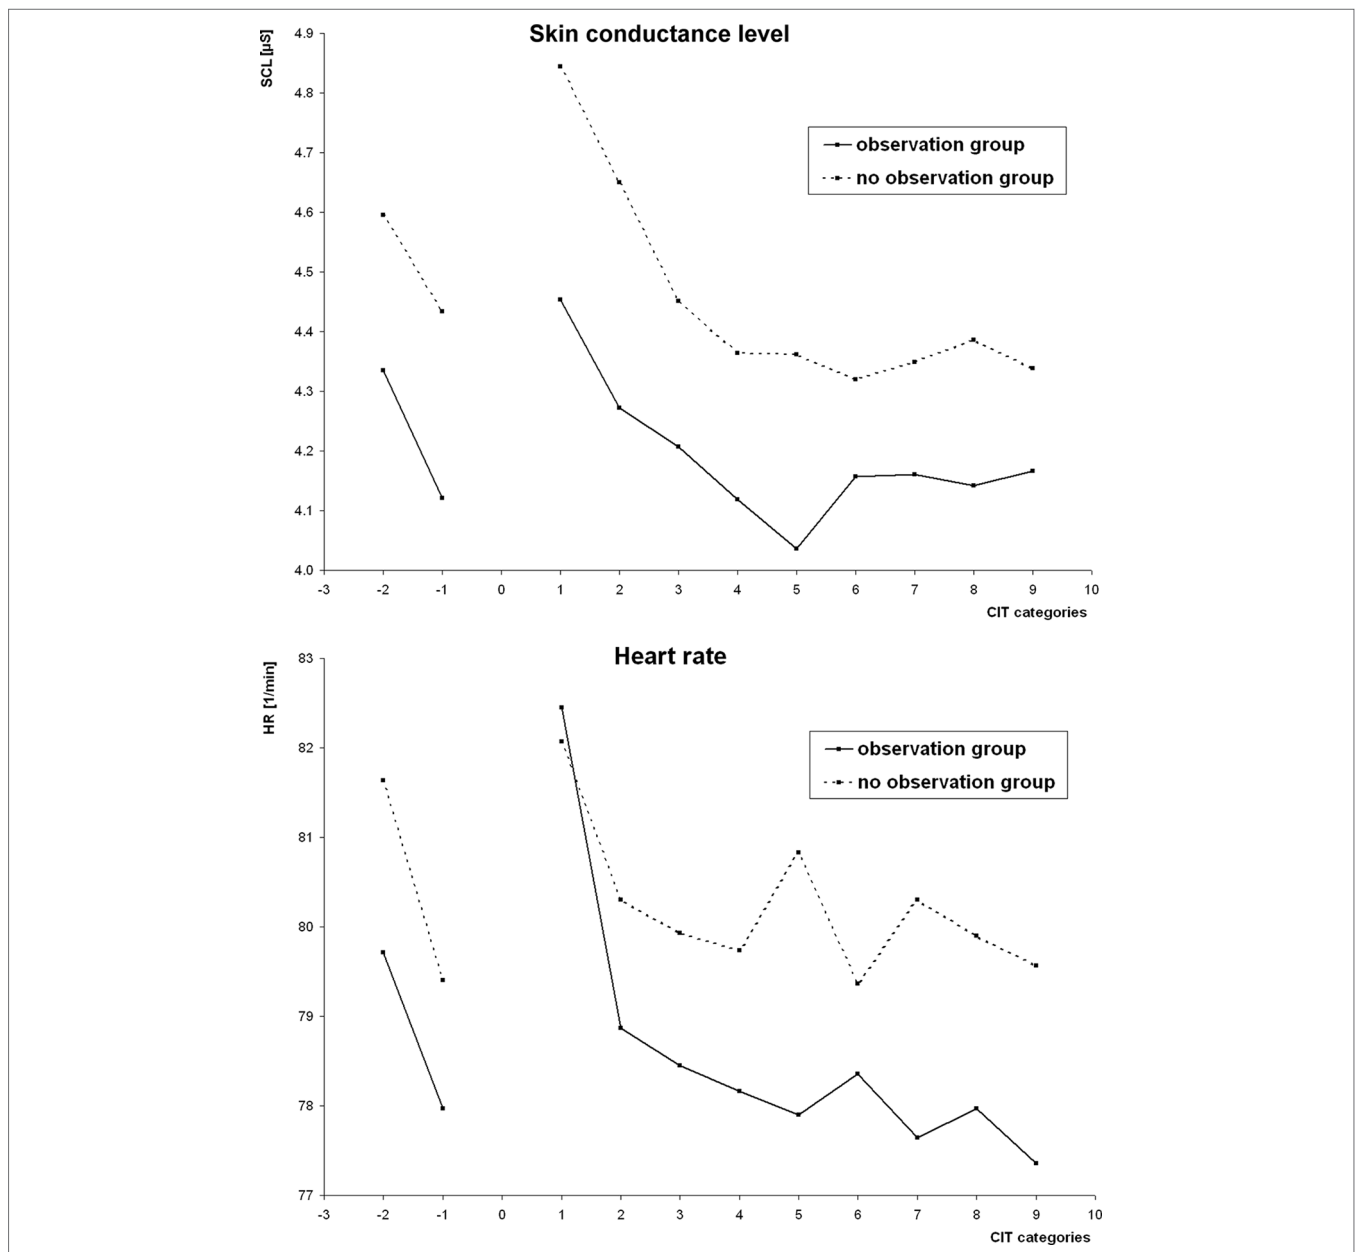 Skin conductance level
SCL [µS]
4.9
4.8
4.7
4.6
4.5
4.4
4.3
4.2
4.1
4.0
observation group
no observation group
-3 -2 -1 0 1 2 3 4 5 6 7 8 9 10
CIT categories
Heart rate
HR [1/min]
83
82
81
80
79
78
77
observation group
no observation group
-3 -2 -1 0 1 2 3 4 5 6 7 8 9 10
CIT categories